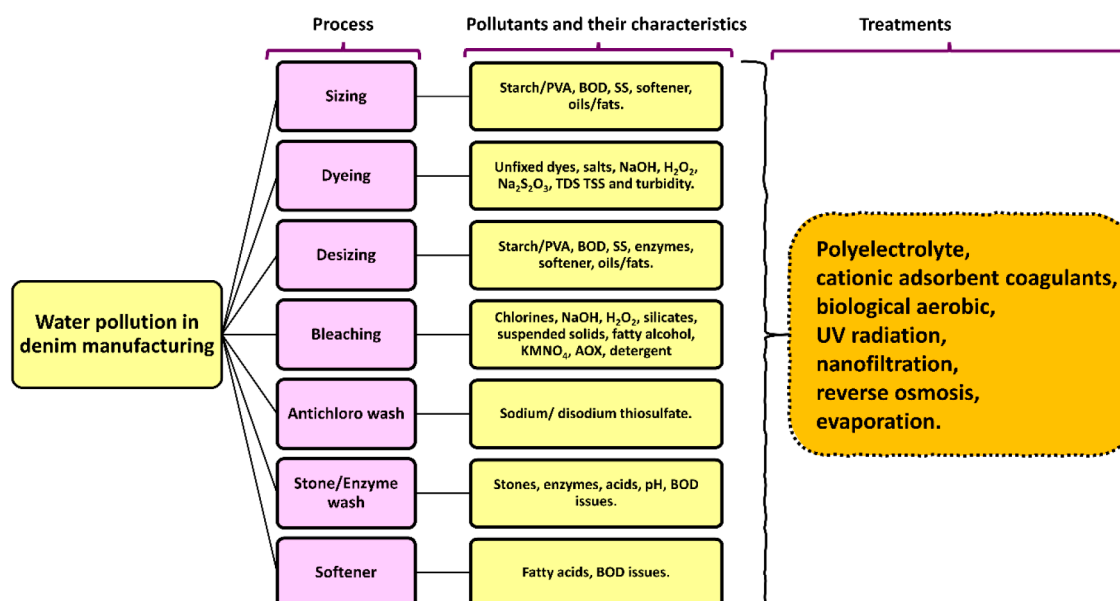 Process
Pollutants and their characteristics
Treatments
Water pollution in
denim manufacturing
Sizing
Starch/PVA, BOD, SS, softener,
oils/fats.
Dyeing
Unfixed dyes, salts, NaOH, H₂O₂,
Na₂S₂O₃, TDS TSS and turbidity.
Desizing
Starch/PVA, BOD, SS, enzymes,
softener, oils/fats.
Bleaching
Chlorines, NaOH, H₂O₂, silicates,
suspended solids, fatty alcohol,
KMNO₄, AOX, detergent
Antichloro wash
Sodium/ disodium thiosulfate.
Stone/Enzyme
wash
Stones, enzymes, acids, pH, BOD
issues.
Softener
Fatty acids, BOD issues.
Polyelectrolyte,
cationic adsorbent coagulants,
biological aerobic,
UV radiation,
nanofiltration,
reverse osmosis,
evaporation.